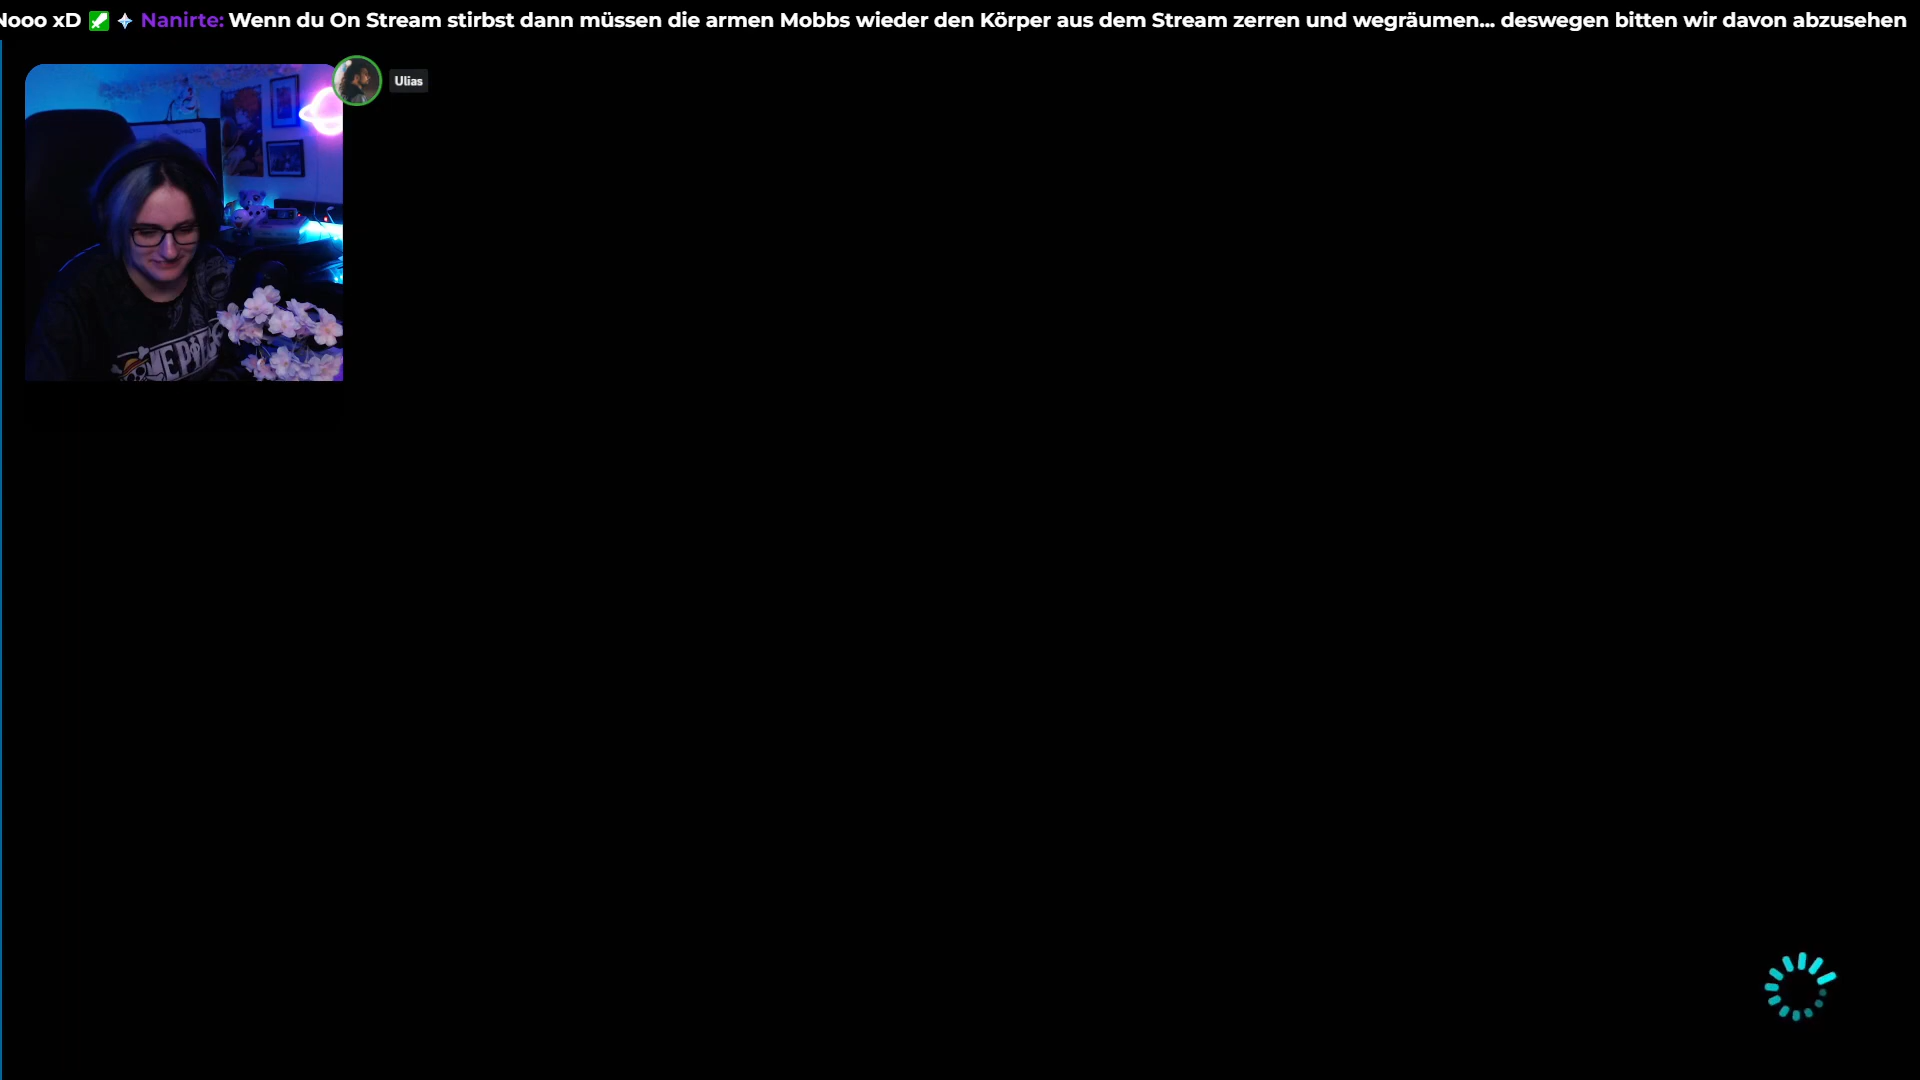 Nooo xD Nanirte: Wenn du On Stream stirbst dann müssen die armen Mobbs wieder den Körper aus dem Stream zerren und wegräumen... deswegen bitten wir davon abzusehen
Ulias